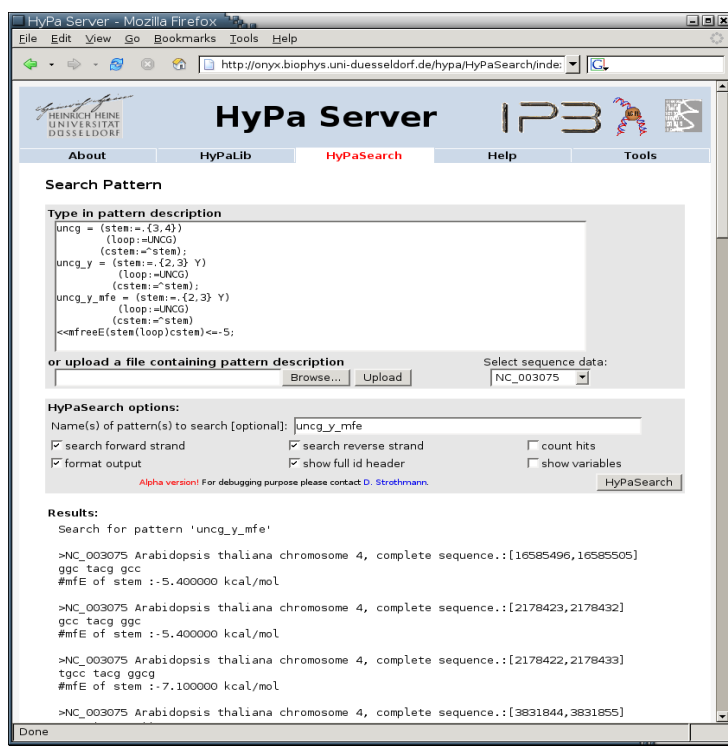 HyPa Server - Mozilla Firefox
File Edit View Go Bookmarks Tools Help
http://onyx.biophys.uni-duesseldorf.de/hypa/HyPaSearch/inde:
G
HEINRICH HEINE
UNIVERSITÄT
DÜSSELDORF
HyPa Server
IPB
About HyPaLib HyPaSearch Help Tools
Search Pattern
Type in pattern description
uncg = (stem:=.{3,4})
(loop:=UNCG)
(cstem:=^stem);
uncg_y = (stem:=.{2,3} Y)
(loop:=UNCG)
(cstem:=^stem);
uncg_y_mfe = (stem:=.{2,3} Y)
(loop:=UNCG)
(cstem:=^stem)
<<mfreeE(stem(loop)cstem)<=-5;
or upload a file containing pattern description
Select sequence data:
Browse... Upload NC_003075
HyPaSearch options:
Name(s) of pattern(s) to search [optional]: uncg_y_mfe
search forward strand search reverse strand count hits
format output show full id header show variables
Alpha version! For debugging purpose please contact D. Strothmann. HyPaSearch
Results:
Search for pattern 'uncg_y_mfe'
>NC_003075 Arabidopsis thaliana chromosome 4, complete sequence.:[16585496,16585505]
ggc tacg gcc
#mfE of stem :-5.400000 kcal/mol
>NC_003075 Arabidopsis thaliana chromosome 4, complete sequence.:[2178423,2178432]
gcc tacg ggc
#mfE of stem :-5.400000 kcal/mol
>NC_003075 Arabidopsis thaliana chromosome 4, complete sequence.:[2178422,2178433]
tgcc tacg ggcg
#mfE of stem :-7.100000 kcal/mol
>NC_003075 Arabidopsis thaliana chromosome 4, complete sequence.:[3831844,3831855]
Done